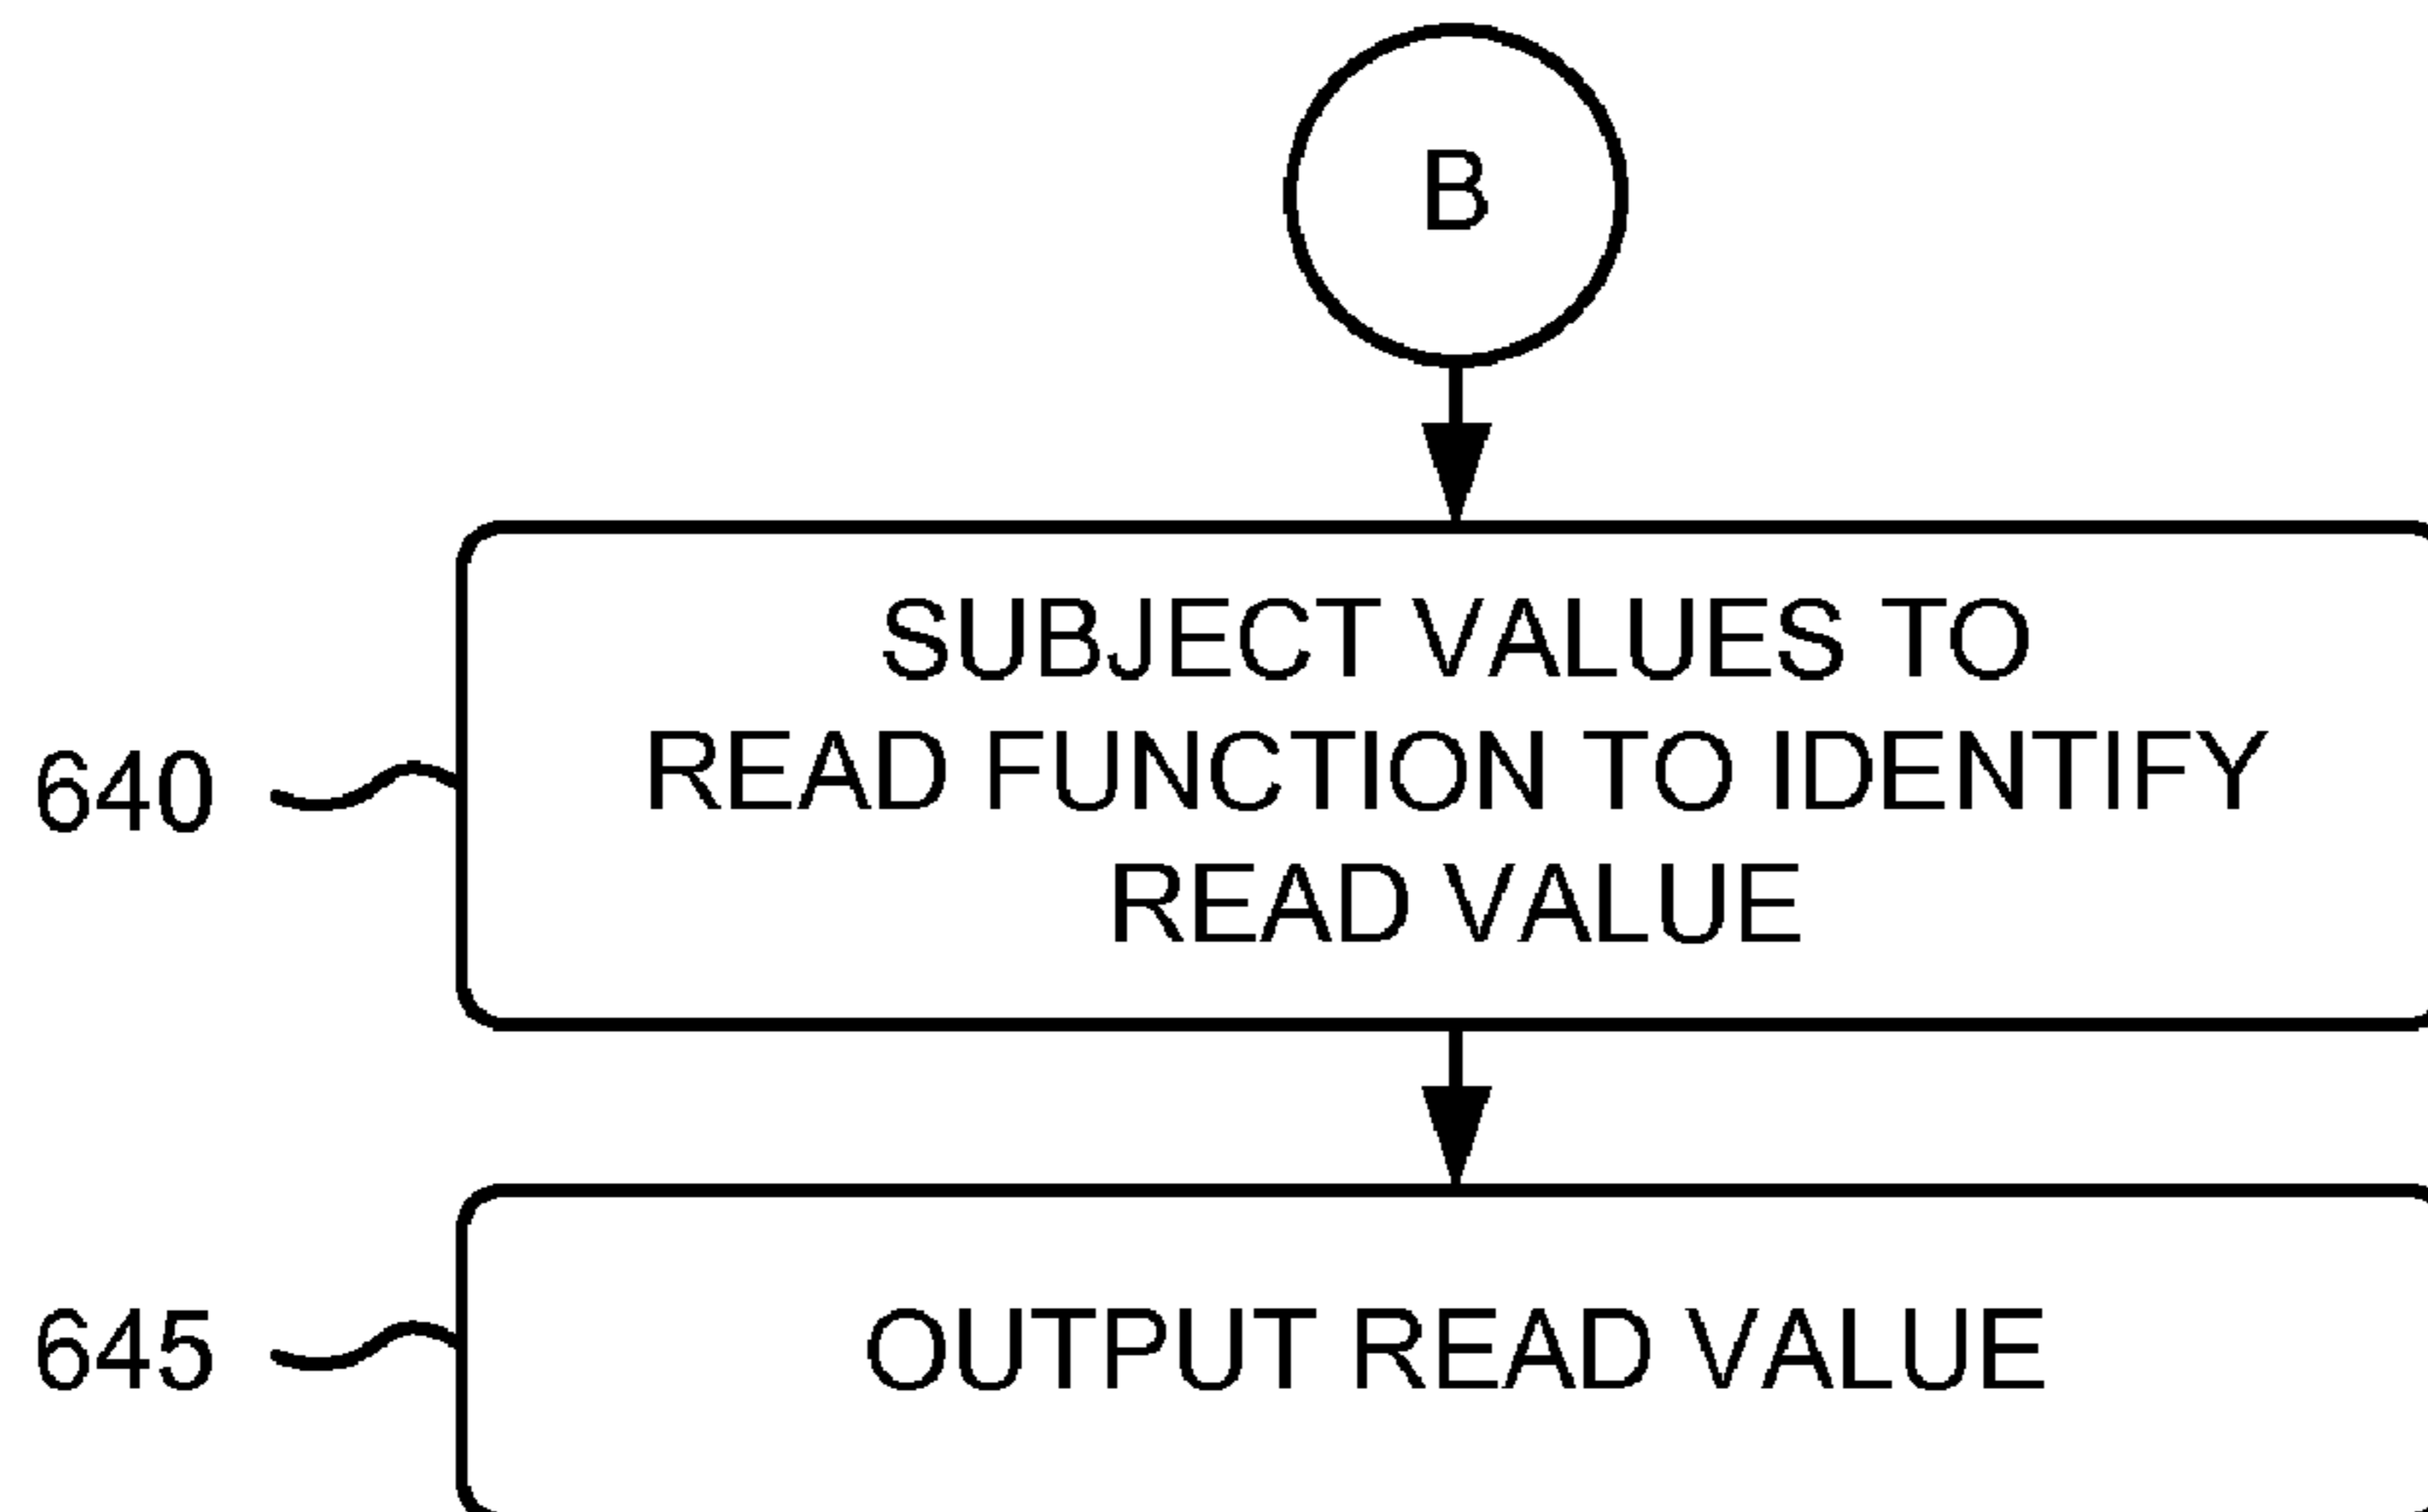 B
SUBJECT VALUES TO
READ FUNCTION TO IDENTIFY
READ VALUE
640
OUTPUT READ VALUE
645